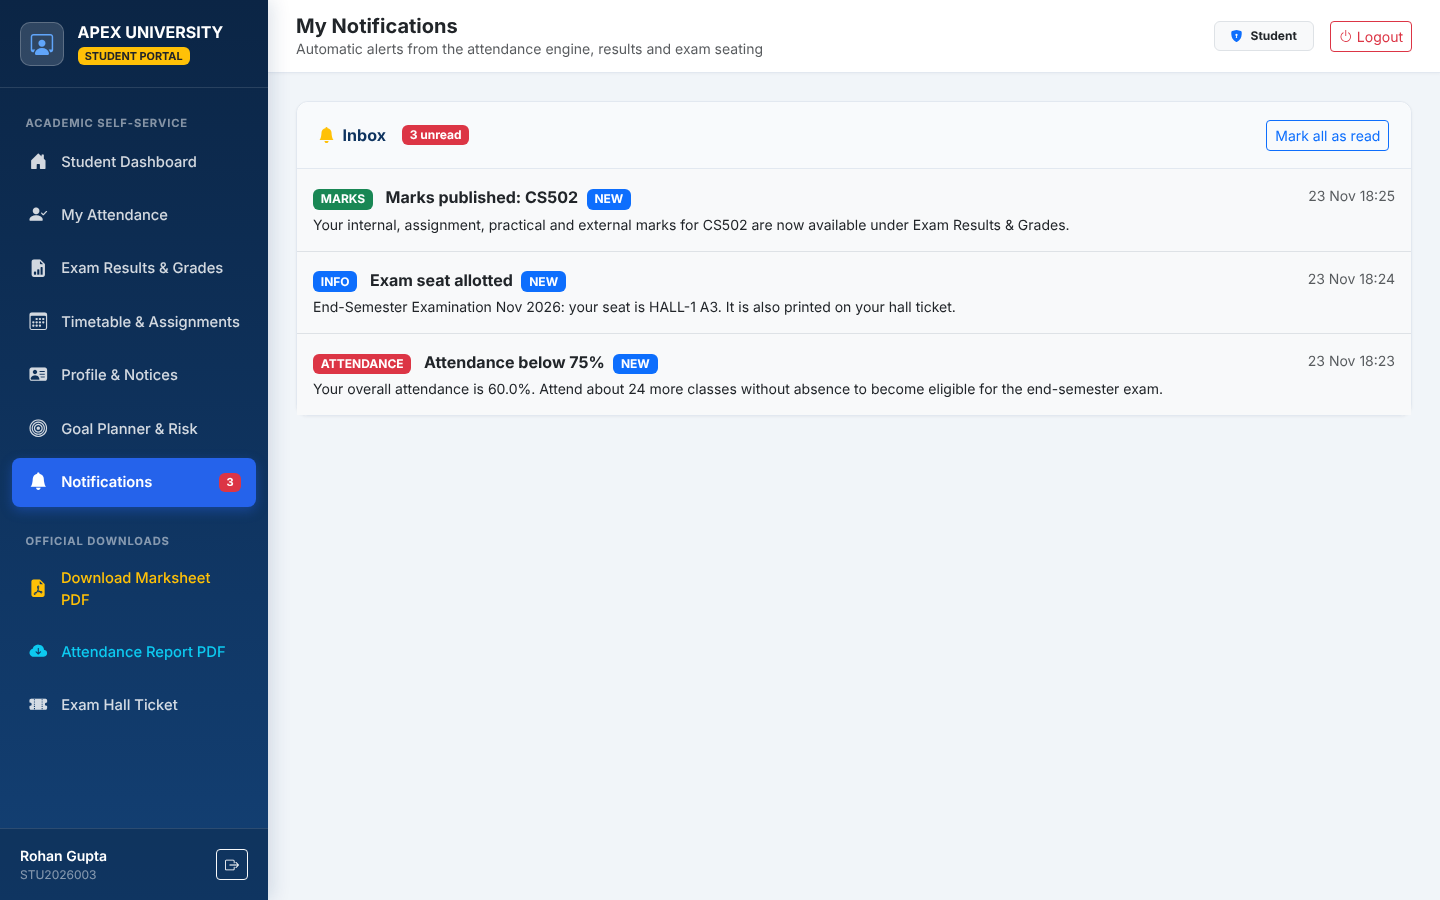 APEX UNIVERSITY
STUDENT PORTAL
ACADEMIC SELF-SERVICE
Student Dashboard
My Attendance
Exam Results & Grades
Timetable & Assignments
Profile & Notices
Goal Planner & Risk
Notifications 3
OFFICIAL DOWNLOADS
Download Marksheet
PDF
Attendance Report PDF
Exam Hall Ticket
Rohan Gupta
STU2026003
My Notifications
Automatic alerts from the attendance engine, results and exam seating
Student
Logout
Inbox 3 unread
Mark all as read
MARKS Marks published: CS502 NEW 23 Nov 18:25
Your internal, assignment, practical and external marks for CS502 are now available under Exam Results & Grades.
INFO Exam seat allotted NEW 23 Nov 18:24
End-Semester Examination Nov 2026: your seat is HALL-1 A3. It is also printed on your hall ticket.
ATTENDANCE Attendance below 75% NEW 23 Nov 18:23
Your overall attendance is 60.0%. Attend about 24 more classes without absence to become eligible for the end-semester exam.